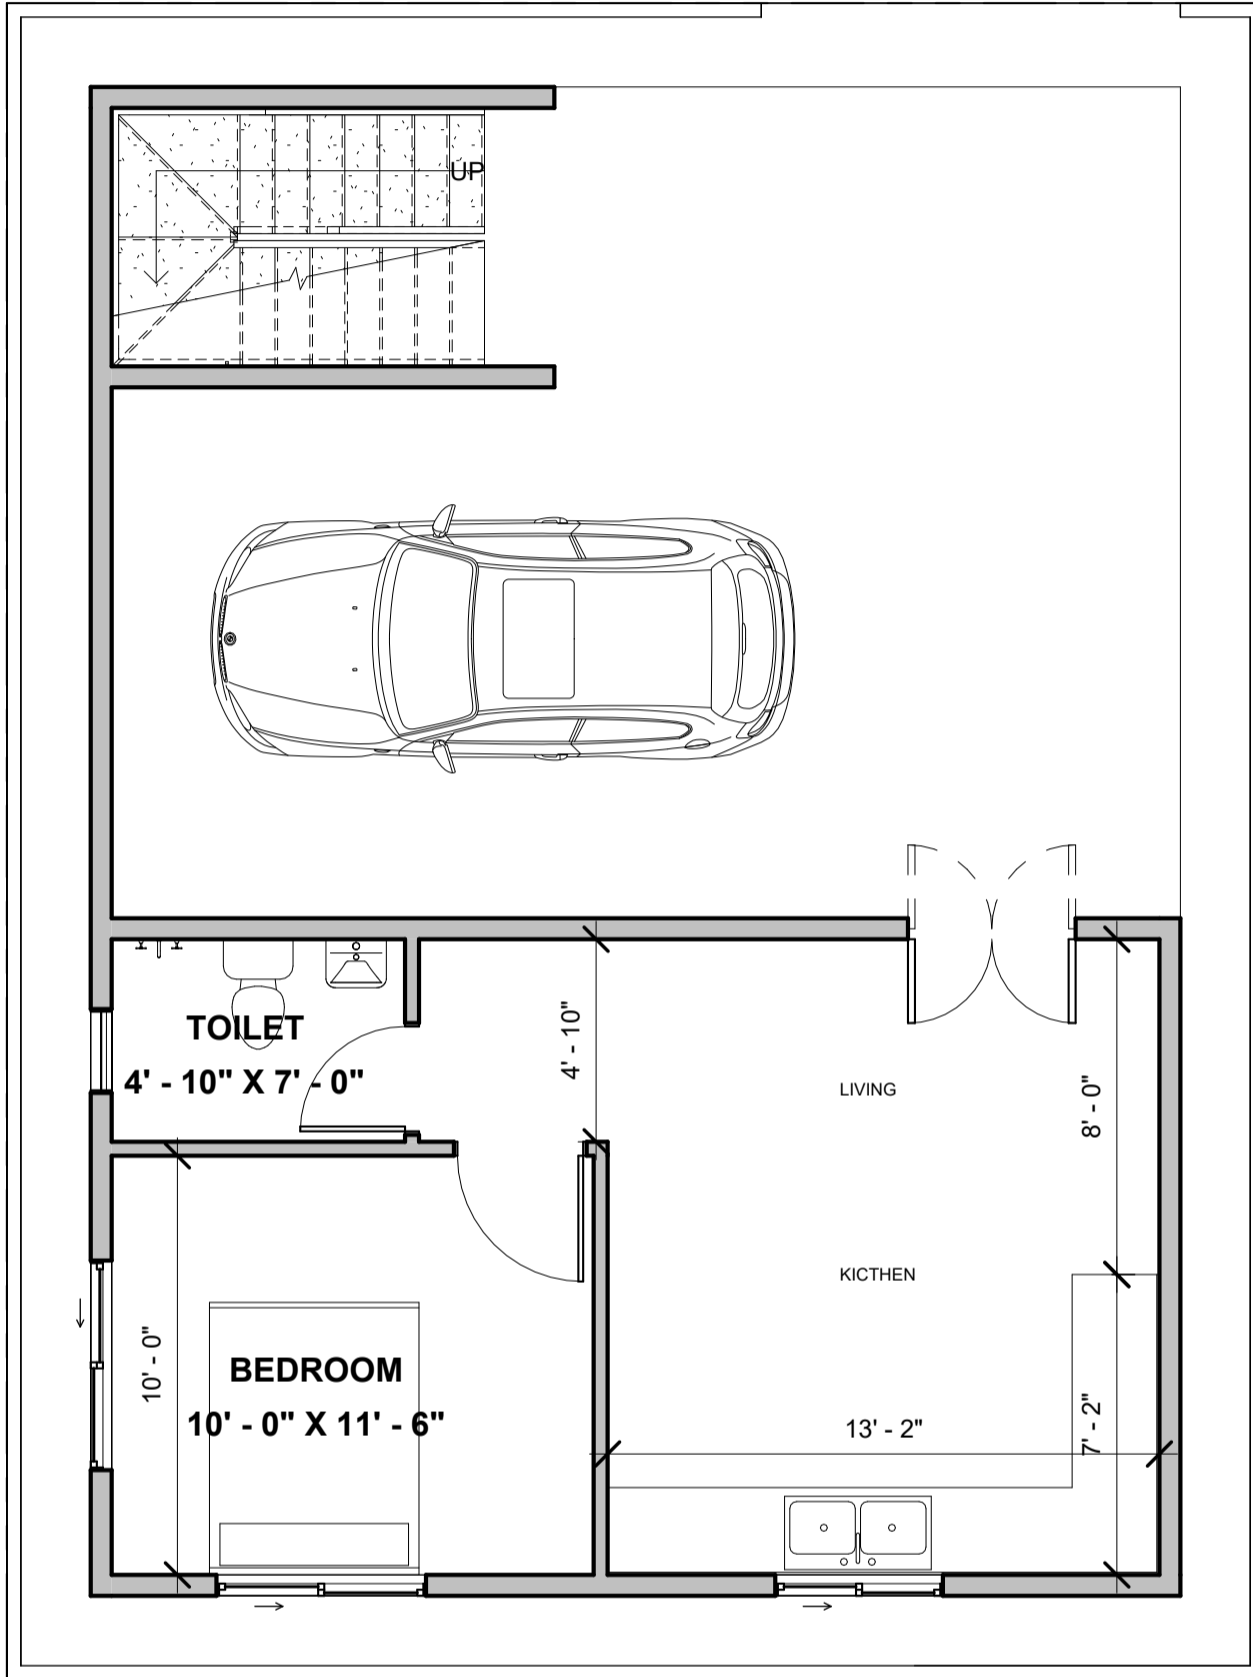 UP
TOILET
4' - 10" X 7' - 0"
4' - 10"
LIVING
8' - 0"
KICTHEN
BEDROOM
10' - 0" X 11' - 6"
10' - 0"
13' - 2"
7' - 2"